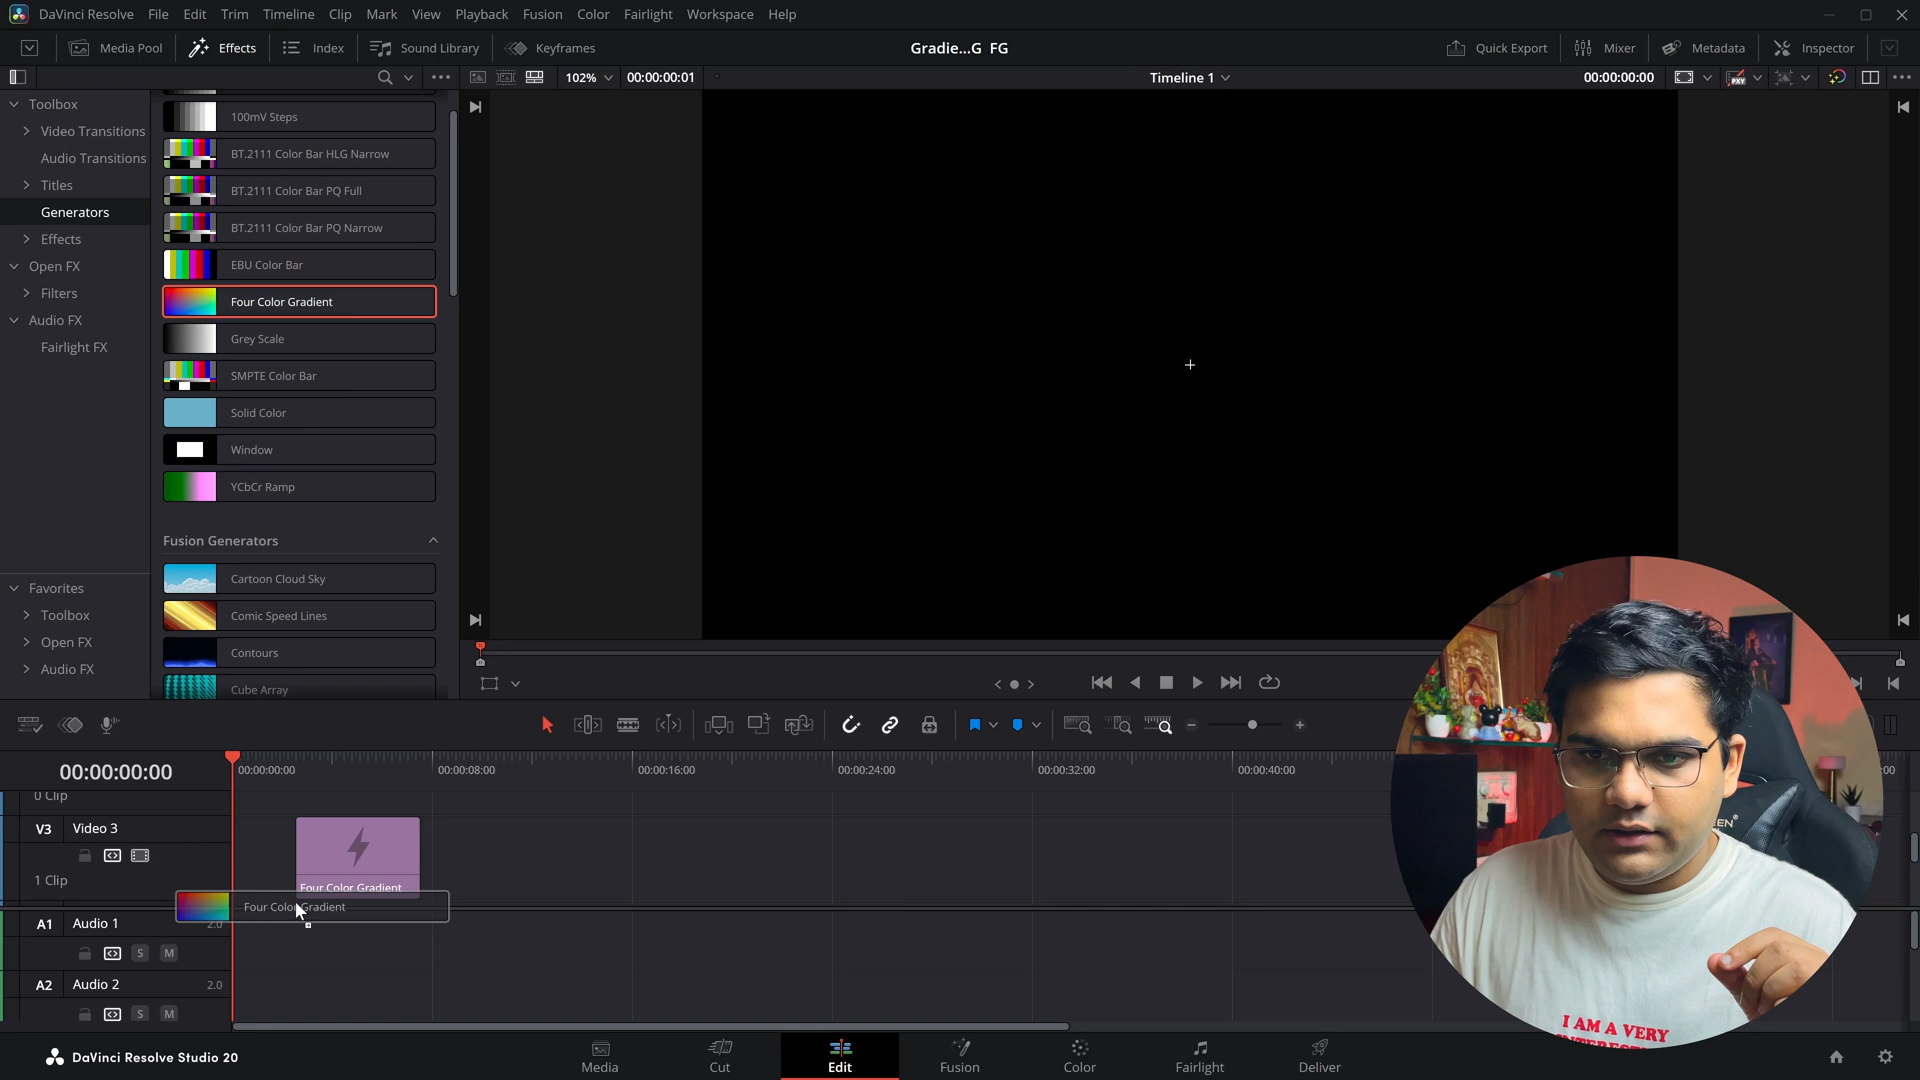 DaVinci Resolve File Edit Trim Timeline Clip Mark View Playback Fusion Color Fairlight Workspace Help
Media Pool Effects Index Sound Library Keyframes Gradie...G FG Quick Export Mixer Metadata Inspector
102% 00:00:00:01 Timeline 1 00:00:00:00
Toolbox
Video Transitions
Audio Transitions
Titles
Generators
Effects
Open FX
Filters
Audio FX
Fairlight FX
Favorites
Toolbox
Open FX
Audio FX
100mV Steps
BT.2111 Color Bar HLG Narrow
BT.2111 Color Bar PQ Full
BT.2111 Color Bar PQ Narrow
EBU Color Bar
Four Color Gradient
Grey Scale
SMPTE Color Bar
Solid Color
Window
YCbCr Ramp
Fusion Generators
Cartoon Cloud Sky
Comic Speed Lines
Contours
Cube Array
00:00:00:00 00:00:00:00 00:00:08:00 00:00:16:00 00:00:24:00 00:00:32:00 00:00:40:00
0 Clip
V3 Video 3
1 Clip
Four Color Gradient
Four Color Gradient
A1 Audio 1 2.0
S M
A2 Audio 2 2.0
S M
I AM A VERY
DaVinci Resolve Studio 20
Media Cut Edit Fusion Color Fairlight Deliver